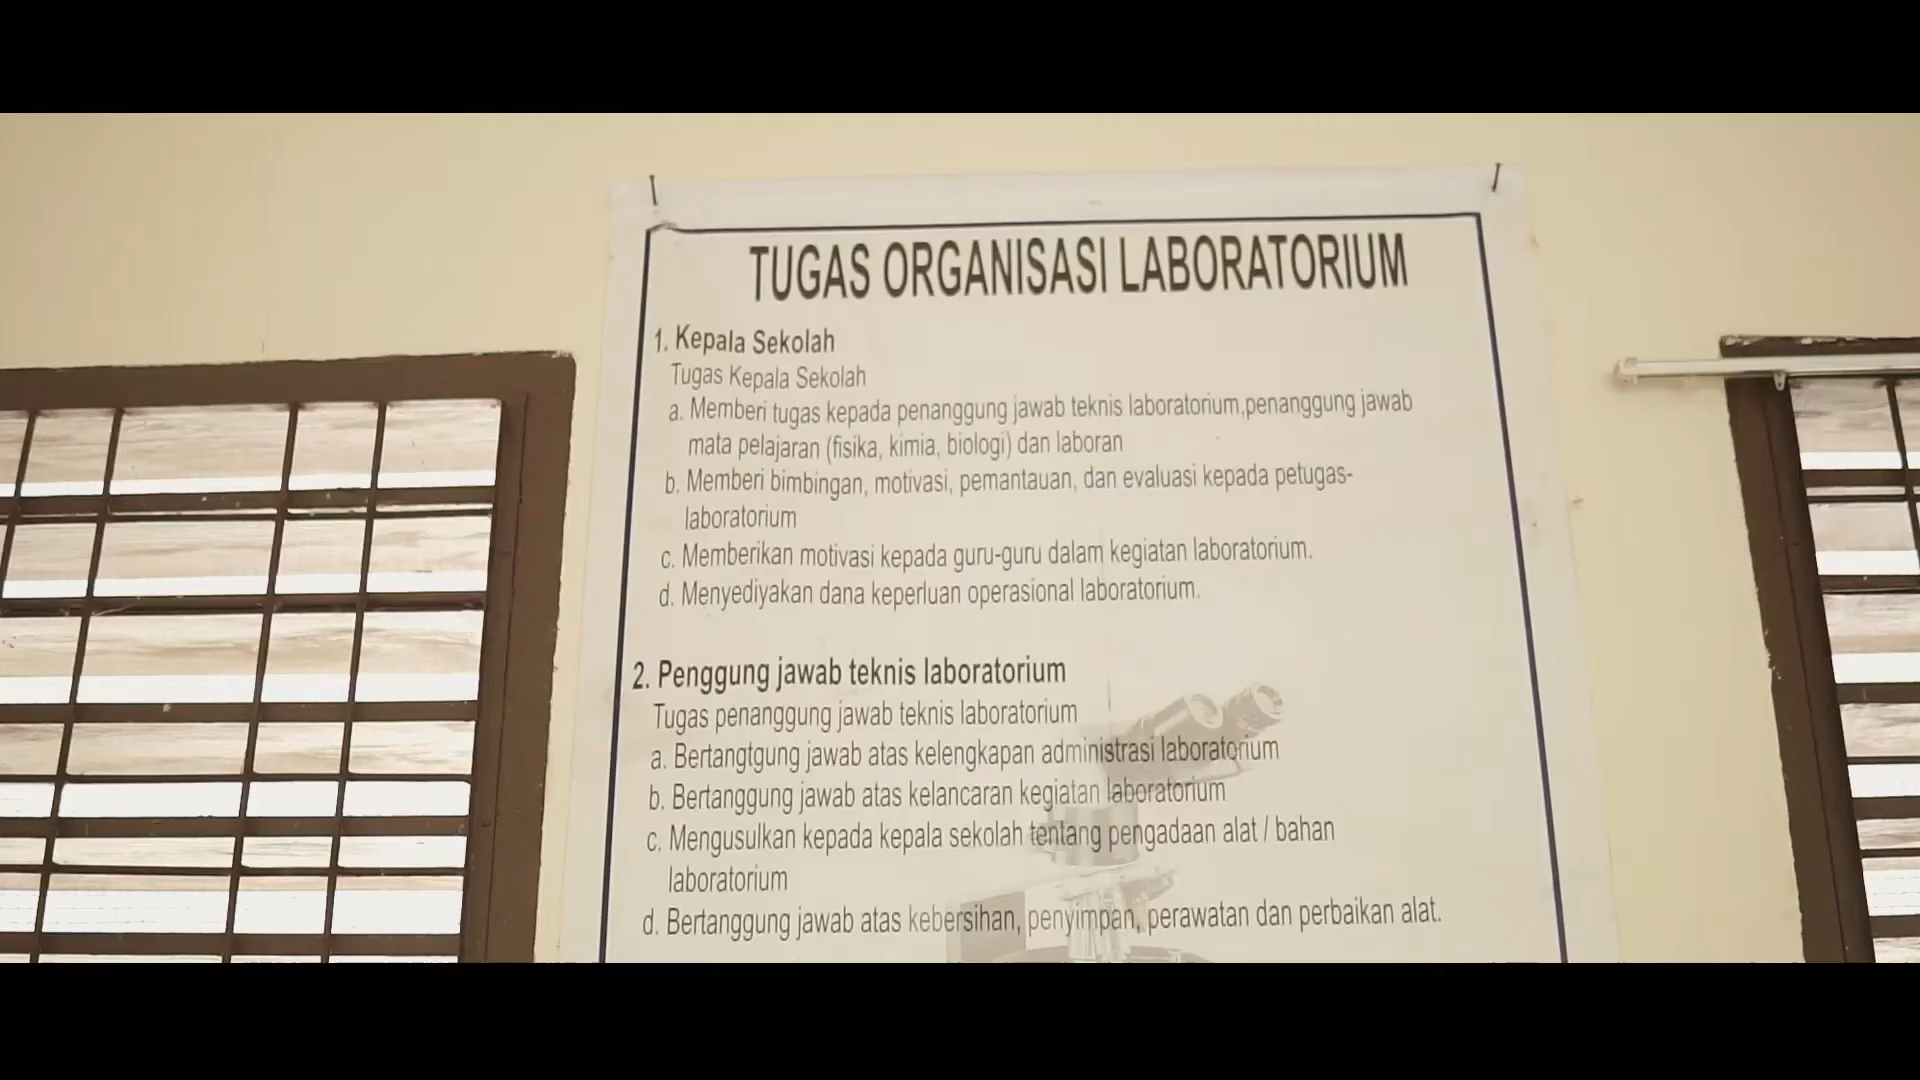 TUGAS ORGANISASI LABORATORIUM
1. Kepala Sekolah
Tugas Kepala Sekolah
a. Memberi tugas kepada penanggung jawab teknis laboratorium,penanggung jawab
mata pelajaran (fisika, kimia, biologi) dan laboran
b. Memberi bimbingan, motivasi, pemantauan, dan evaluasi kepada petugas-
laboratorium
c. Memberikan motivasi kepada guru-guru dalam kegiatan laboratorium.
d. Menyediyakan dana keperluan operasional laboratorium.
2. Penggung jawab teknis laboratorium
Tugas penanggung jawab teknis laboratorium
a. Bertangtgung jawab atas kelengkapan administrasi laboratorium
b. Bertanggung jawab atas kelancaran kegiatan laboratorium
c. Mengusulkan kepada kepala sekolah tentang pengadaan alat / bahan
laboratorium
d. Bertanggung jawab atas kebersihan, penyimpan, perawatan dan perbaikan alat.